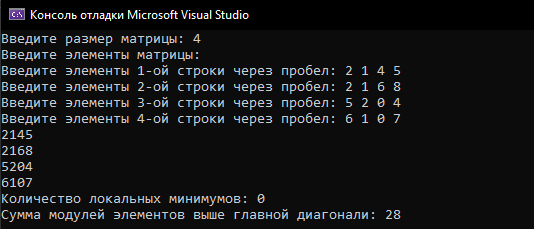 Консоль отладки Microsoft Visual Studio
Введите размер матрицы: 4
Введите элементы матрицы:
Введите элементы 1-ой строки через пробел: 2 1 4 5
Введите элементы 2-ой строки через пробел: 2 1 6 8
Введите элементы 3-ой строки через пробел: 5 2 0 4
Введите элементы 4-ой строки через пробел: 6 1 0 7
2145
2168
5204
6107
Количество локальных минимумов: 0
Сумма модулей элементов выше главной диагонали: 28